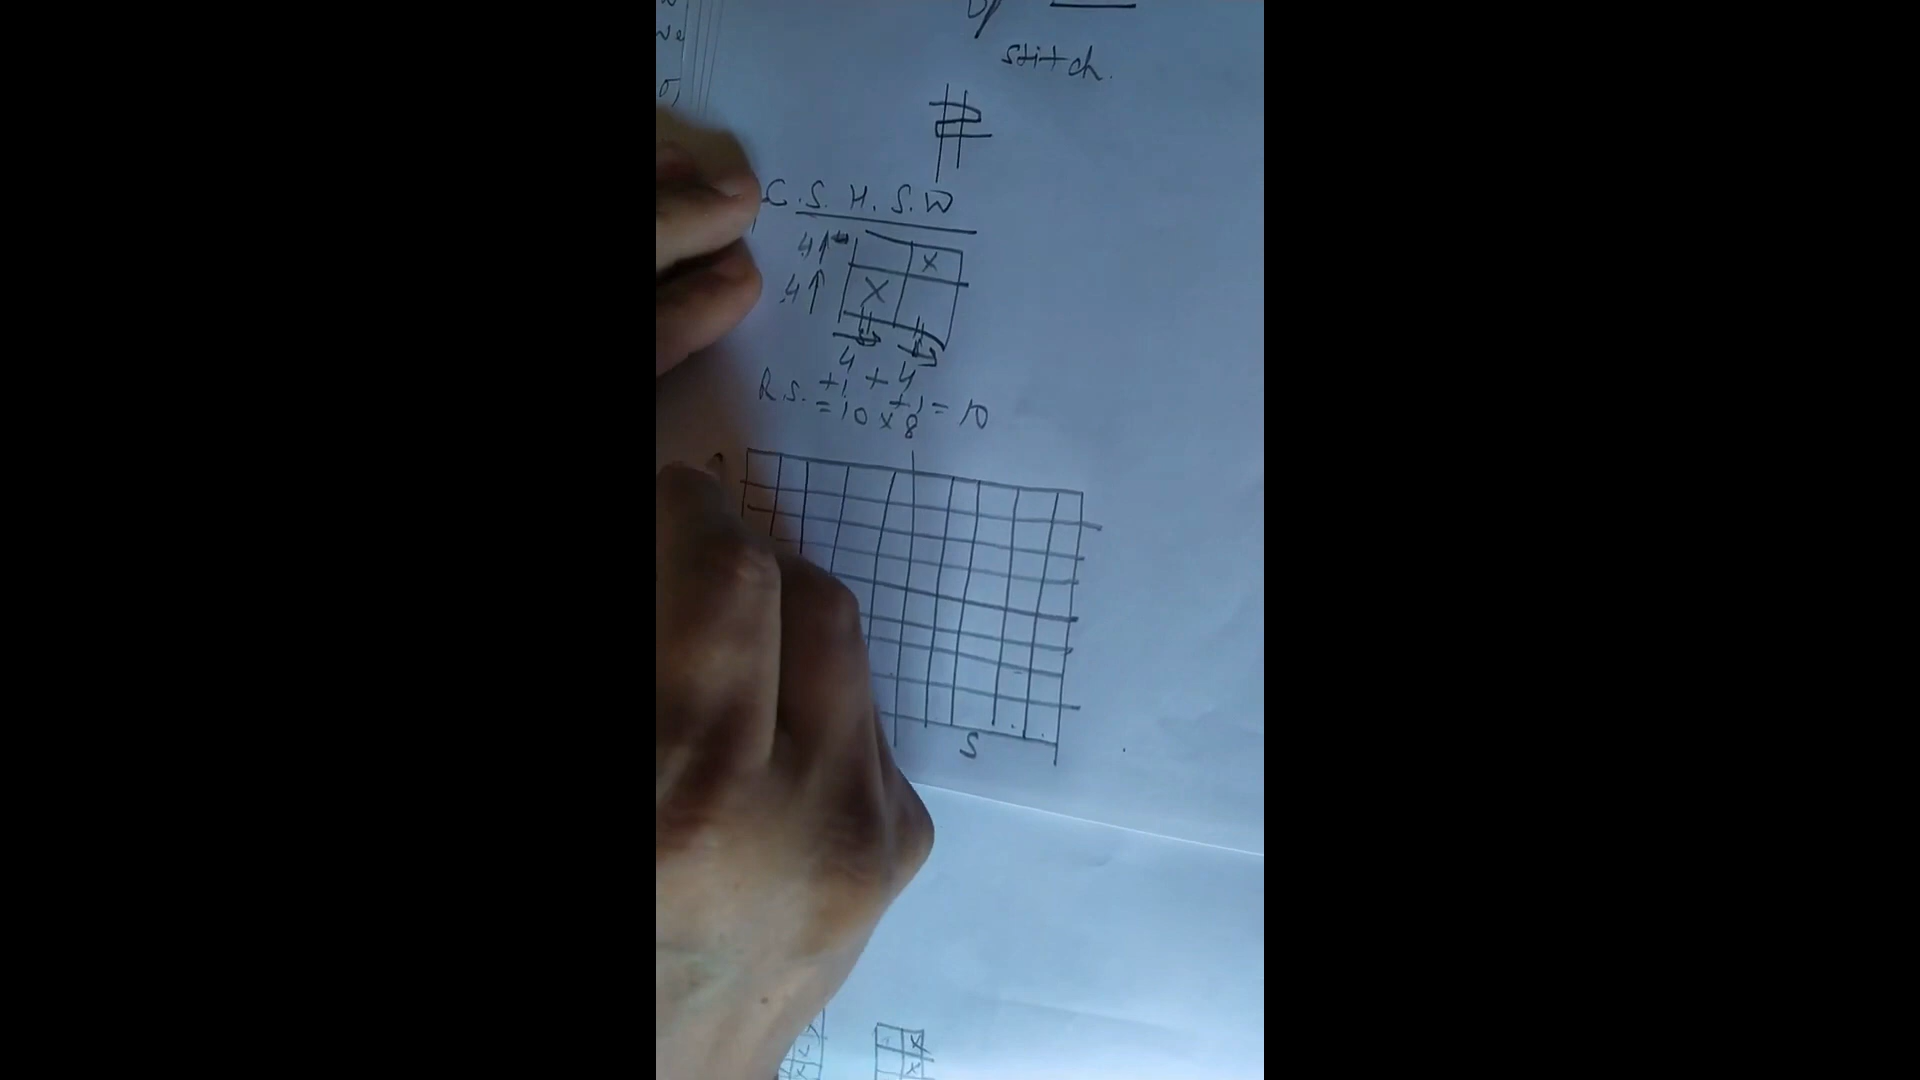 stitch.
C.S. H. S.W
4↑
X
4↑ X
4 4
R.S. +1 + +1 = 10
= 10 x 8
S
X
X X
X X